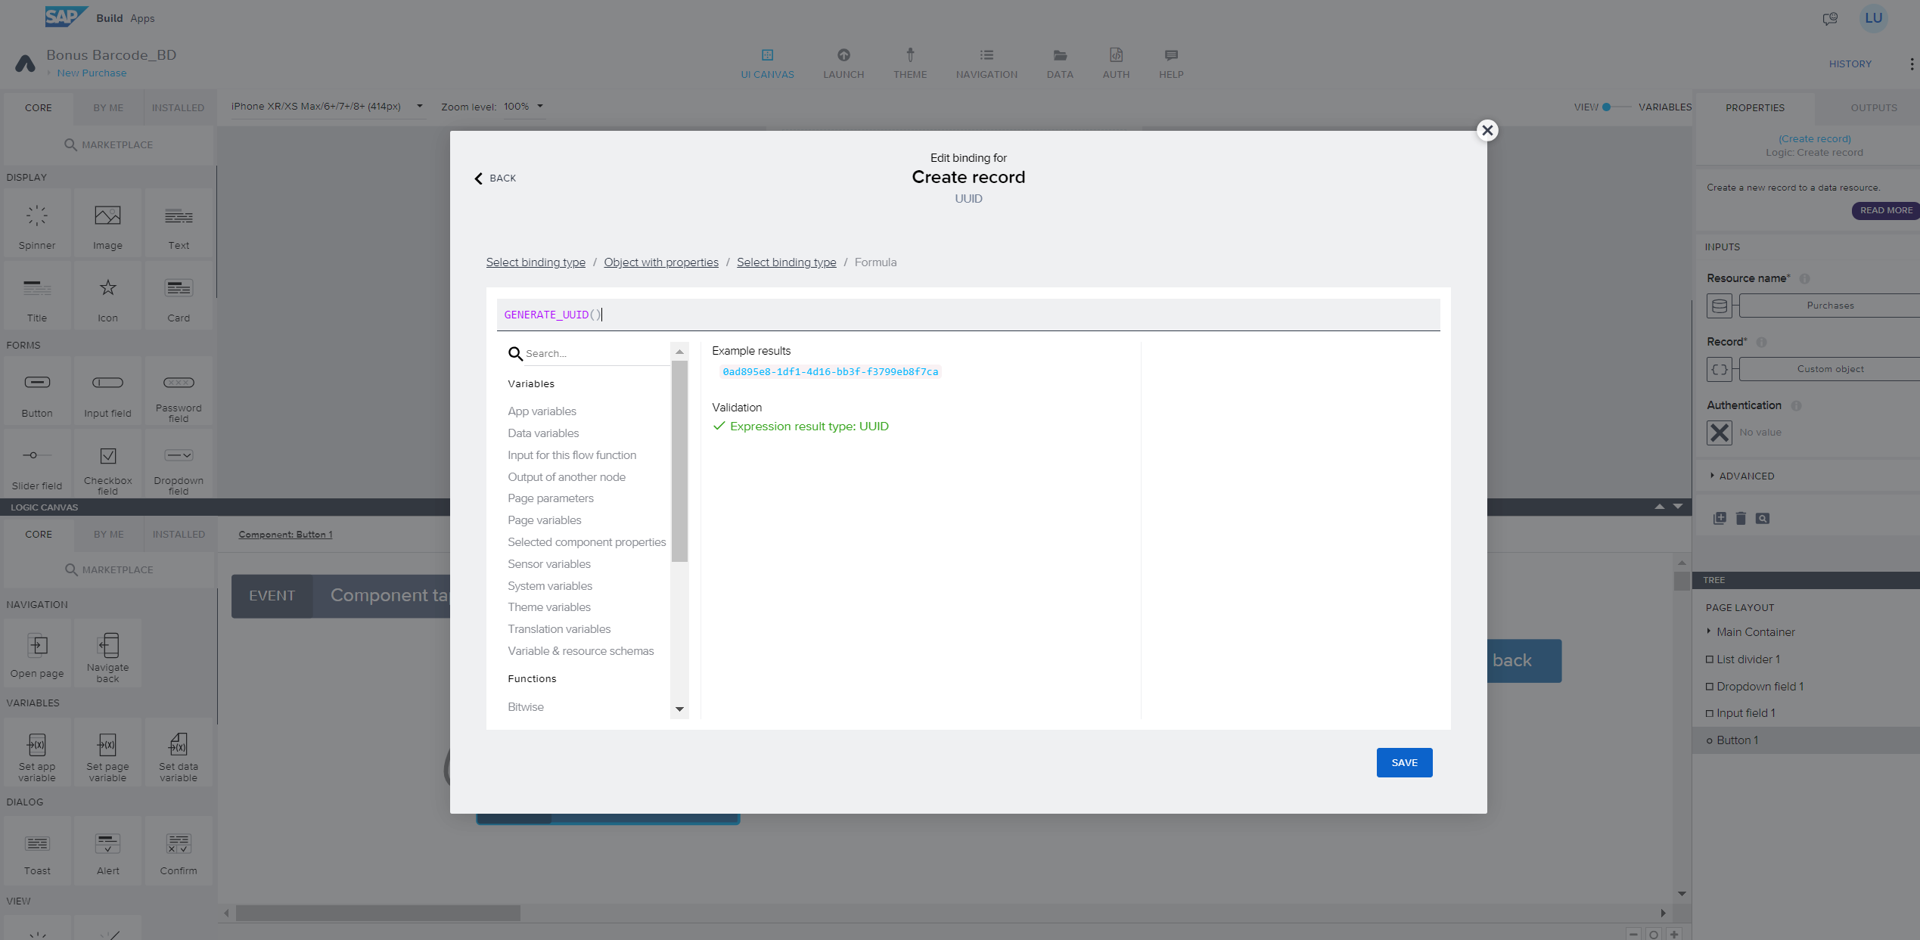 SAP Build Apps
LU
Bonus Barcode_BD
New Purchase
UI CANVAS
LAUNCH
THEME
NAVIGATION
DATA
AUTH
HELP
HISTORY
CORE
BY ME
INSTALLED
iPhone XR/XS Max/6+/7+/8+ (414px)
Zoom level: 100%
VIEW
VARIABLES
PROPERTIES
OUTPUTS
MARKETPLACE
(Create record)
Logic: Create record
Create a new record to a data resource.
READ MORE
DISPLAY
Spinner
Image
Text
Title
Icon
Card
FORMS
Button
Input field
Password
field
Slider field
Checkbox
field
Dropdown
field
INPUTS
Resource name*
Purchases
Record*
Custom object
Authentication
No value
ADVANCED
BACK
Edit binding for
Create record
UUID
Select binding type / Object with properties / Select binding type / Formula
GENERATE_UUID()
Search...
Variables
App variables
Data variables
Input for this flow function
Output of another node
Page parameters
Page variables
Selected component properties
Sensor variables
System variables
Theme variables
Translation variables
Variable & resource schemas
Functions
Bitwise
Example results
0ad895e8-1df1-4d16-bb3f-f3799eb8f7ca
Validation
Expression result type: UUID
SAVE
LOGIC CANVAS
CORE
BY ME
INSTALLED
Component: Button 1
MARKETPLACE
EVENT
Component ta
back
NAVIGATION
Open page
Navigate
back
VARIABLES
Set app
variable
Set page
variable
Set data
variable
DIALOG
Toast
Alert
Confirm
VIEW
TREE
PAGE LAYOUT
Main Container
List divider 1
Dropdown field 1
Input field 1
Button 1